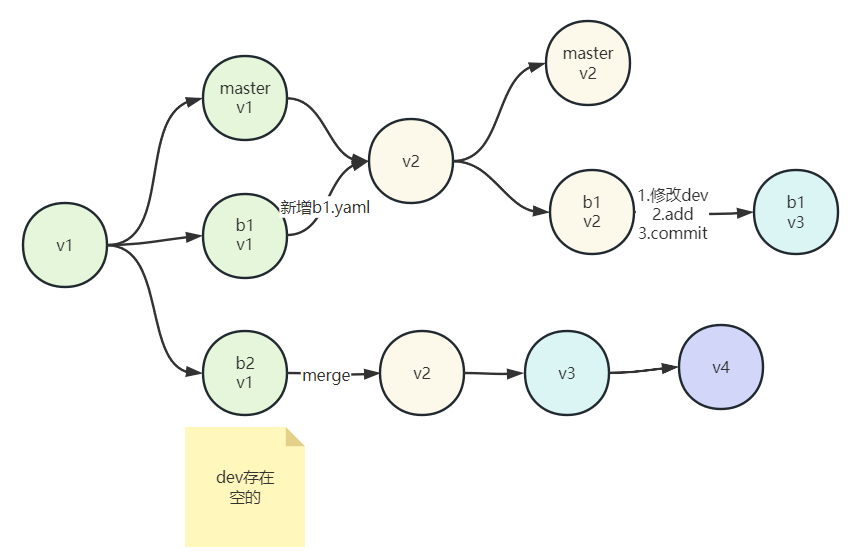 master
v2
master
v1
v2
新增b1.yaml
b1
v1
b1
v2
1.修改dev
2.add
3.commit
b1
v3
v1
b2
v1
merge
v2
v3
v4
dev存在
空的